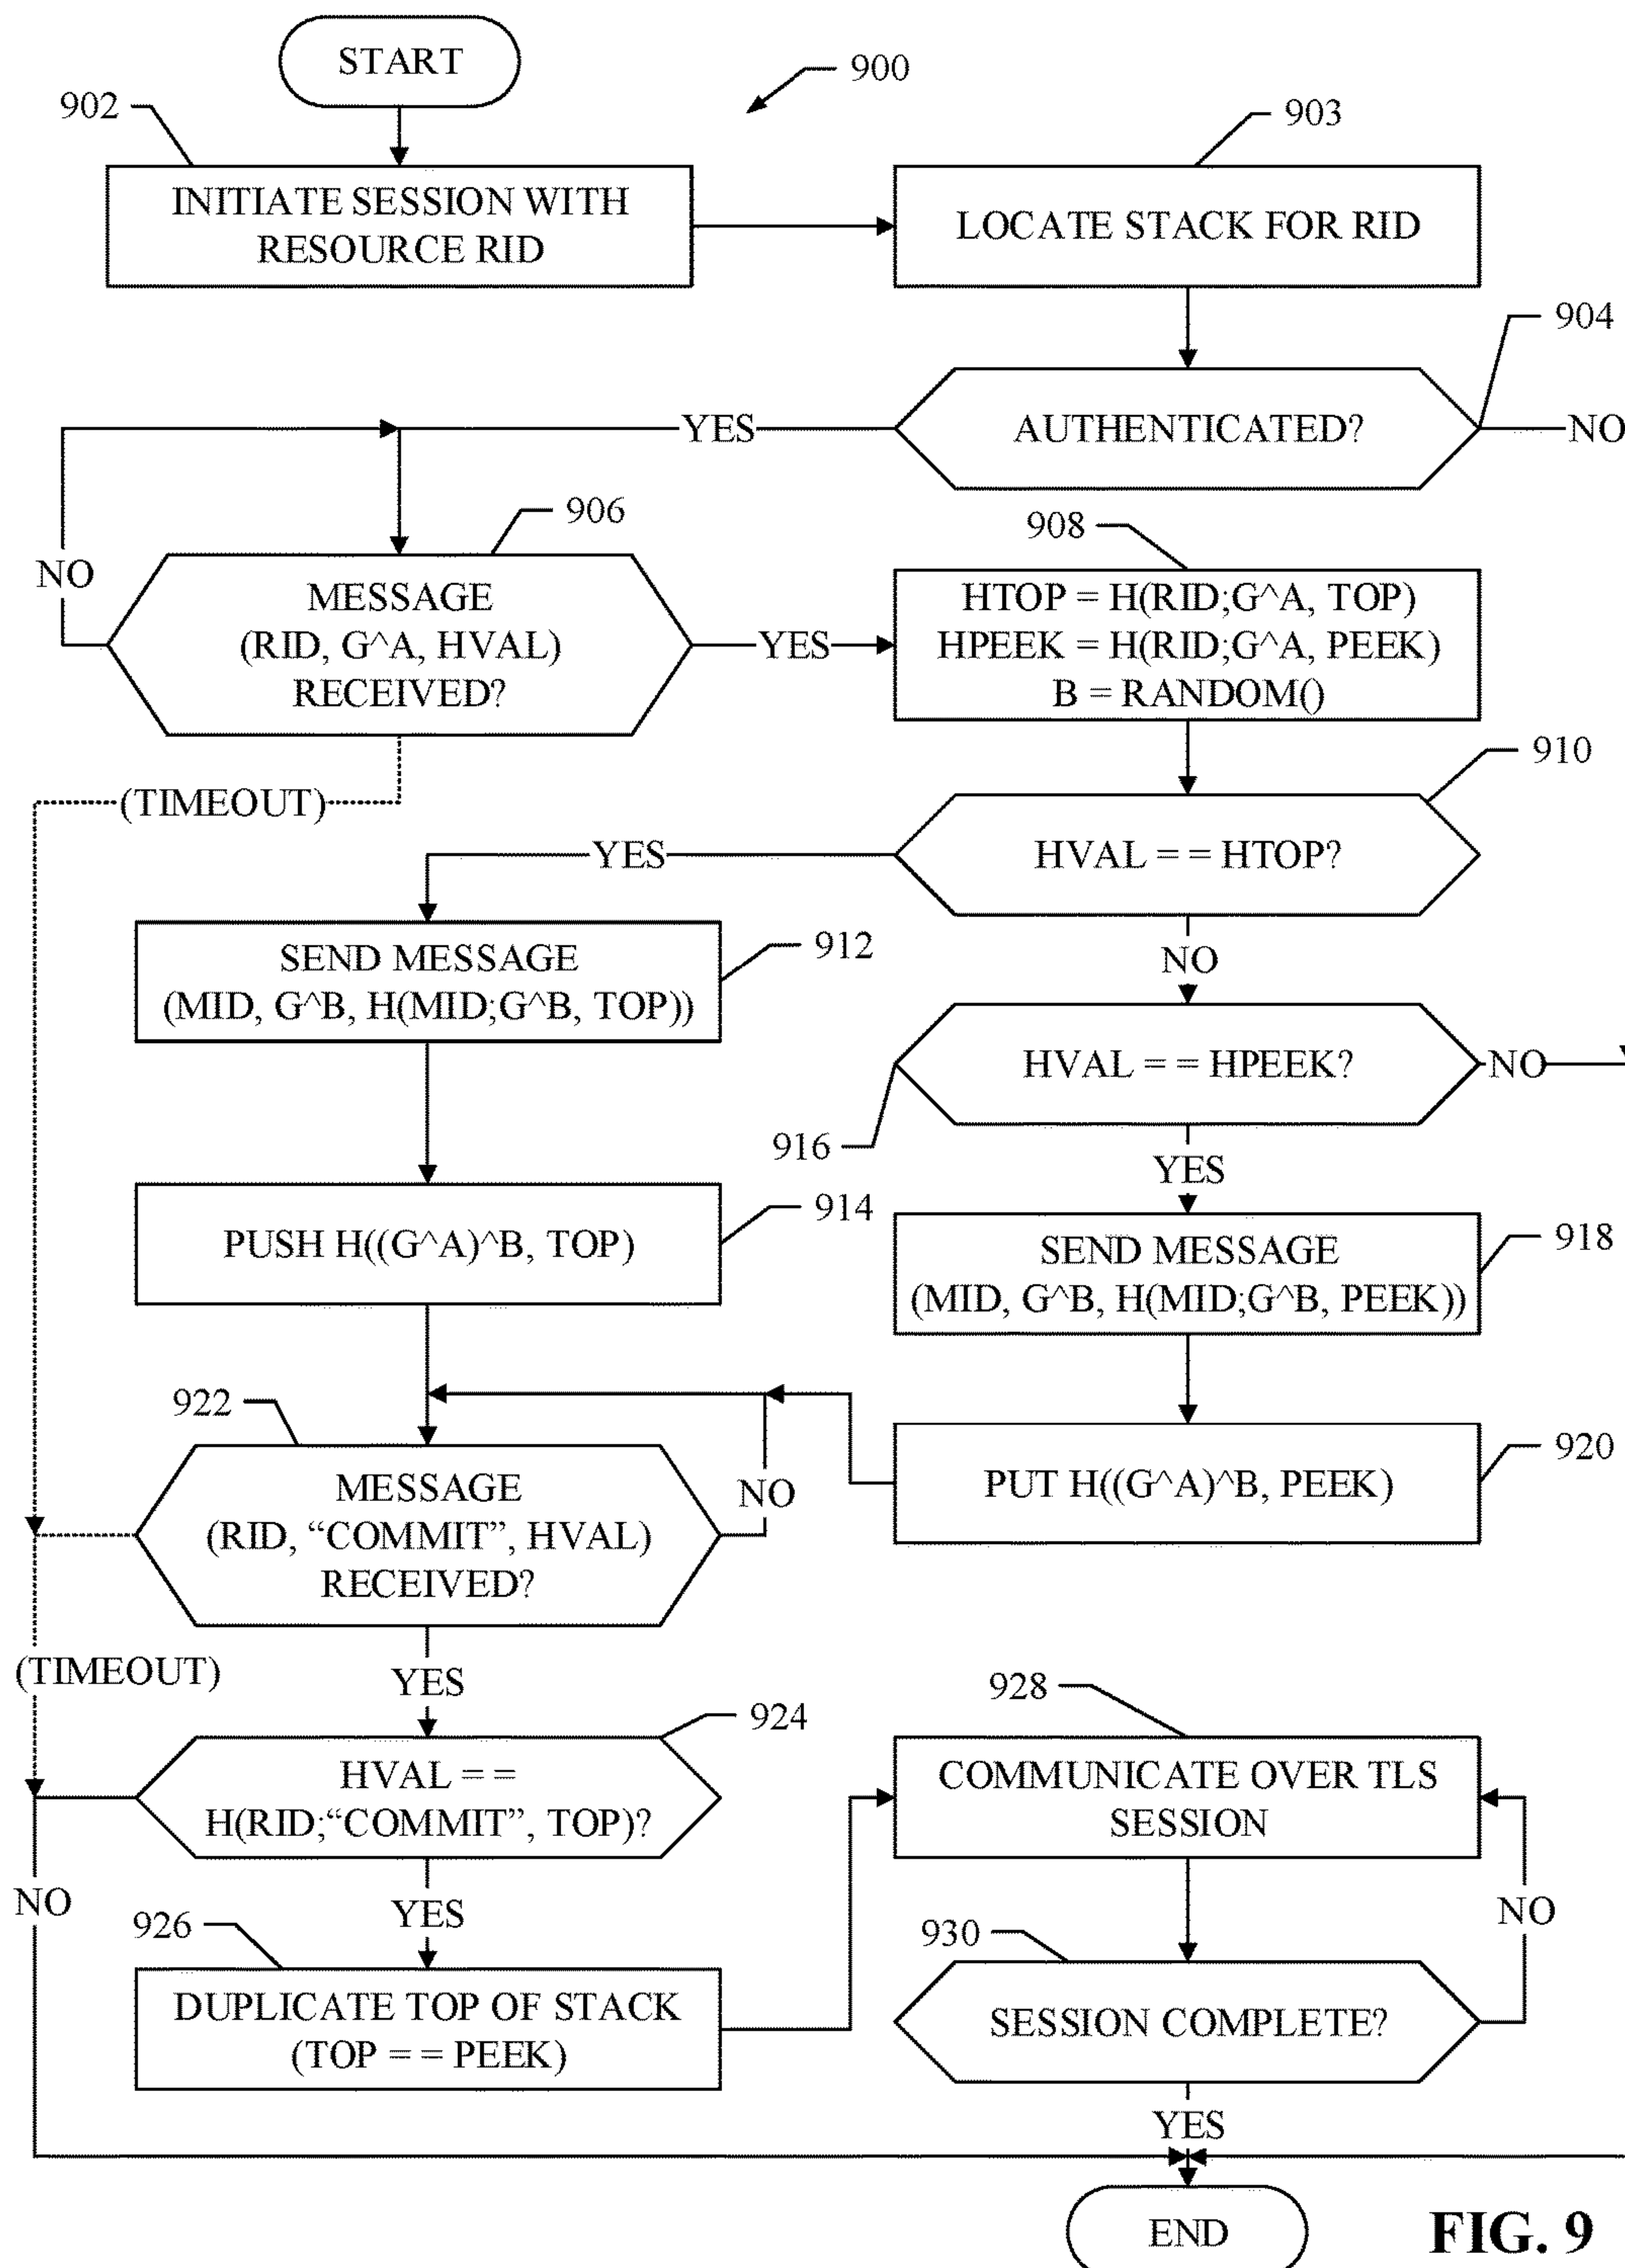 START
900
902
903
INITIATE SESSION WITH
RESOURCE RID
LOCATE STACK FOR RID
904
AUTHENTICATED?
YES
NO
906
NO
MESSAGE
(RID, G^A, HVAL)
RECEIVED?
YES
908
HTOP = H(RID;G^A, TOP)
HPEEK = H(RID;G^A, PEEK)
B = RANDOM()
(TIMEOUT)
910
HVAL = = HTOP?
YES
NO
912
SEND MESSAGE
(MID, G^B, H(MID;G^B, TOP))
HVAL = = HPEEK?
NO
916
YES
914
PUSH H((G^A)^B, TOP)
918
SEND MESSAGE
(MID, G^B, H(MID;G^B, PEEK))
920
PUT H((G^A)^B, PEEK)
922
MESSAGE
(RID, “COMMIT”, HVAL)
RECEIVED?
NO
(TIMEOUT)
YES
924
HVAL = =
H(RID;“COMMIT”, TOP)?
NO
YES
926
DUPLICATE TOP OF STACK
(TOP = = PEEK)
928
COMMUNICATE OVER TLS
SESSION
NO
930
SESSION COMPLETE?
YES
END
FIG. 9